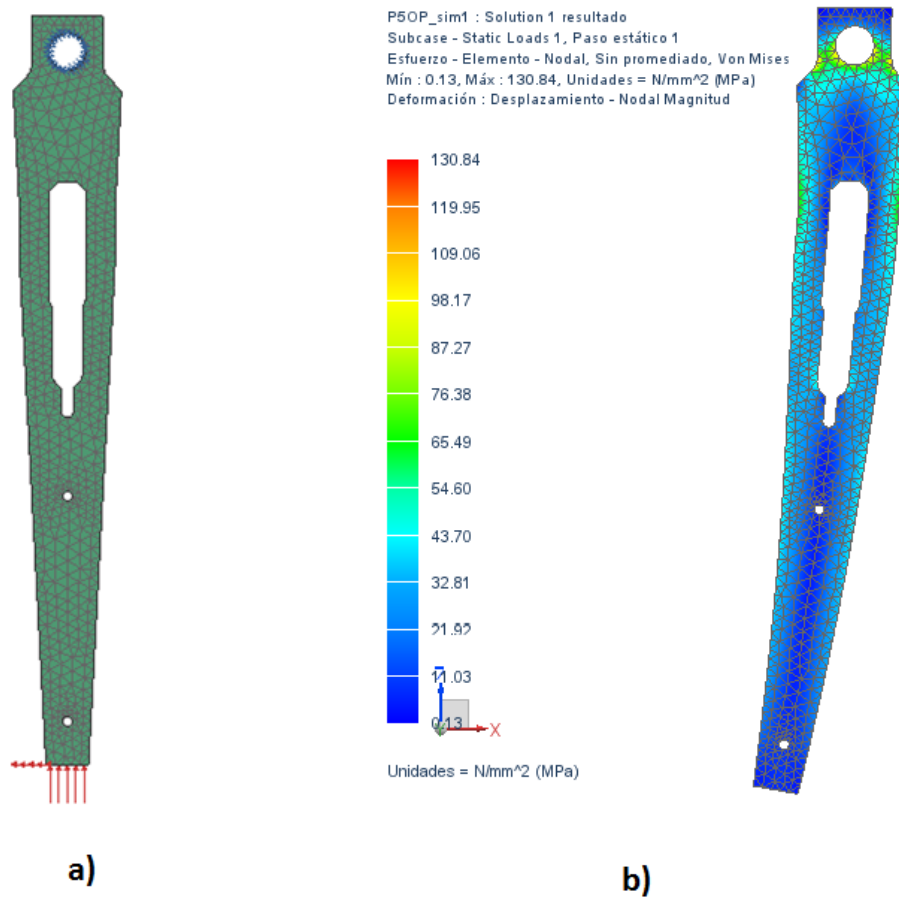 P5OP_sim1 : Solution 1 resultado
Subcase - Static Loads 1, Paso estático 1
Esfuerzo - Elemento - Nodal, Sin promediado, Von Mises
Mín : 0.13, Máx : 130.84, Unidades = N/mm^2 (MPa)
Deformación : Desplazamiento - Nodal Magnitud
130.84
119.95
109.06
98.17
87.27
76.38
65.49
54.60
43.70
32.81
21.92
11.03
0.13
X
Unidades = N/mm^2 (MPa)
a)
b)